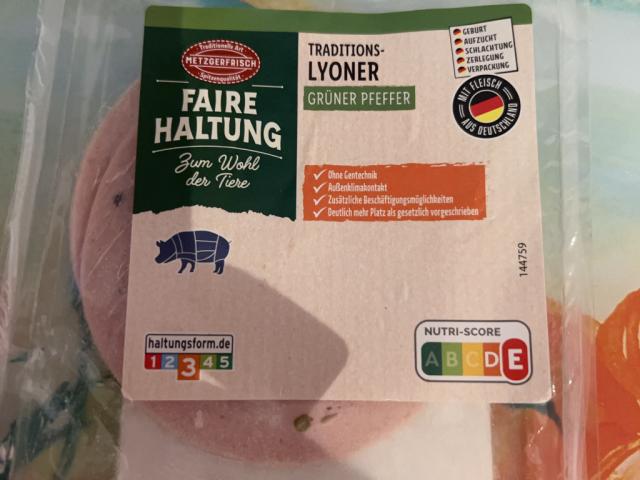 Traditionelle Art
METZGERFRISCH
Spitzenqualität
FAIRE
HALTUNG
Zum Wohl
der Tiere
TRADITIONS-
LYONER
GRÜNER PFEFFER
GEBURT
AUFZUCHT
SCHLACHTUNG
ZERLEGUNG
VERPACKUNG
MIT FLEISCH
AUS DEUTSCHLAND
✓ Ohne Gentechnik
✓ Außenklimakontakt
✓ Zusätzliche Beschäftigungsmöglichkeiten
✓ Deutlich mehr Platz als gesetzlich vorgeschrieben
144759
haltungsform.de
1 2 3 4 5
NUTRI-SCORE
A B C D E